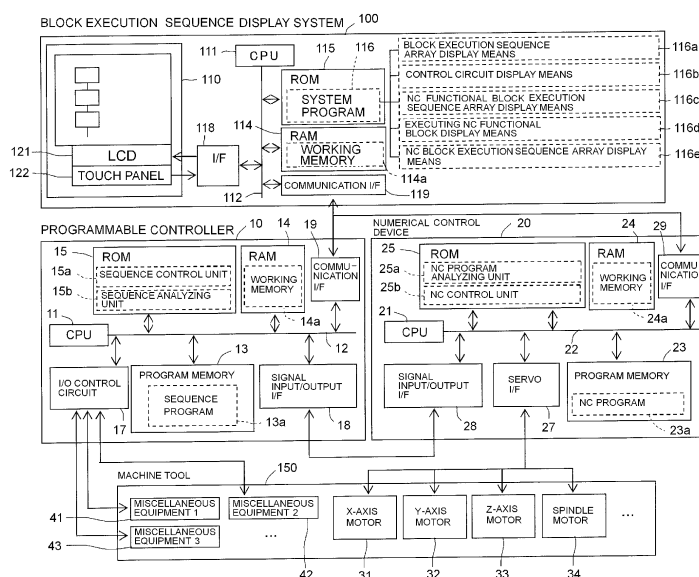 BLOCK EXECUTION SEQUENCE DISPLAY SYSTEM
100
111
CPU
115
116
ROM
SYSTEM
PROGRAM
BLOCK EXECUTION SEQUENCE
ARRAY DISPLAY MEANS
116a
CONTROL CIRCUIT DISPLAY MEANS
116b
NC FUNCTIONAL BLOCK EXECUTION
SEQUENCE ARRAY DISPLAY MEANS
116c
EXECUTING NC FUNCTIONAL
BLOCK DISPLAY MEANS
116d
NC BLOCK EXECUTION SEQUENCE ARRAY DISPLAY
MEANS
116e
110
118
I/F
114
RAM
WORKING
MEMORY
114a
121
LCD
122
TOUCH PANEL
112
COMMUNICATION I/F
119
PROGRAMMABLE CONTROLLER
10
15
ROM
15a
SEQUENCE CONTROL UNIT
15b
SEQUENCE ANALYZING
UNIT
14
RAM
WORKING
MEMORY
14a
19
COMMU-
NICATION
I/F
11
CPU
12
I/O CONTROL
CIRCUIT
17
13
PROGRAM MEMORY
SEQUENCE
PROGRAM
13a
SIGNAL
INPUT/OUTPUT
I/F
18
NUMERICAL CONTROL
DEVICE
20
25
ROM
25a
NC PROGRAM
ANALYZING UNIT
25b
NC CONTROL UNIT
24
RAM
WORKING
MEMORY
24a
29
COMMU
NICATION
I/F
21
CPU
22
SIGNAL
INPUT/OUTPUT
I/F
28
SERVO
I/F
27
23
PROGRAM MEMORY
NC PROGRAM
23a
MACHINE TOOL
150
41
MISCELLANEOUS
EQUIPMENT 1
MISCELLANEOUS
EQUIPMENT 2
42
43
MISCELLANEOUS
EQUIPMENT 3
...
X-AXIS
MOTOR
31
Y-AXIS
MOTOR
32
Z-AXIS
MOTOR
33
SPINDLE
MOTOR
34
...